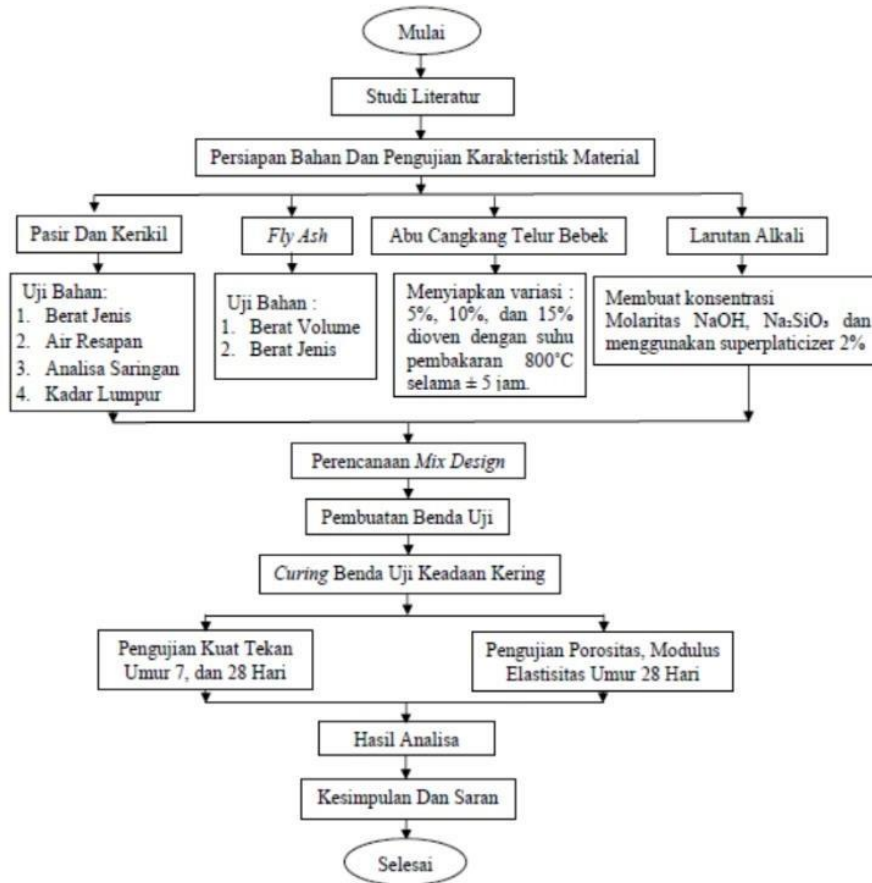 Mulai
Studi Literatur
Persiapan Bahan Dan Pengujian Karakteristik Material
Pasir Dan Kerikil
Fly Ash
Abu Cangkang Telur Bebek
Larutan Alkali
Uji Bahan:
1. Berat Jenis
2. Air Resapan
3. Analisa Saringan
4. Kadar Lumpur
Uji Bahan :
1. Berat Volume
2. Berat Jenis
Menyiapkan variasi :
5%, 10%, dan 15%
dioven dengan suhu
pembakaran 800°C
selama ± 5 jam.
Membuat konsentrasi
Molaritas NaOH, Na₂SiO₃ dan
menggunakan superplaticizer 2%
Perencanaan Mix Design
Pembuatan Benda Uji
Curing Benda Uji Keadaan Kering
Pengujian Kuat Tekan
Umur 7, dan 28 Hari
Pengujian Porositas, Modulus
Elastisitas Umur 28 Hari
Hasil Analisa
Kesimpulan Dan Saran
Selesai